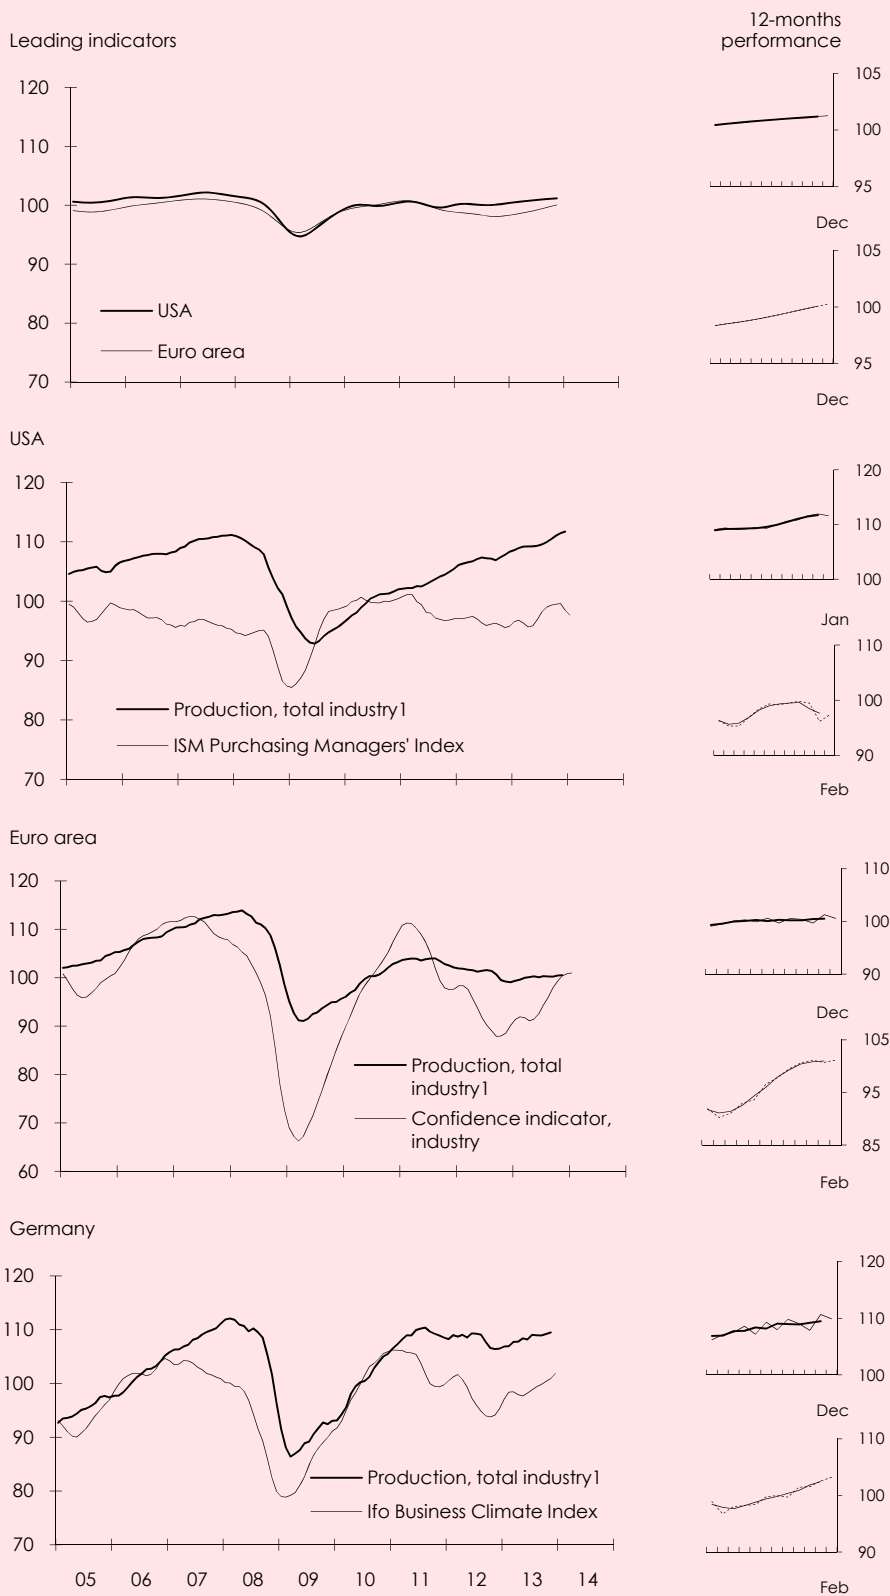 Leading indicators
12-months
performance
120
110
100
90
80
70
USA
Euro area
105
100
95
Dec
105
100
95
Dec
USA
120
110
100
90
80
70
Production, total industry1
ISM Purchasing Managers' Index
120
110
100
Jan
110
100
90
Feb
Euro area
120
110
100
90
80
70
60
Production, total
industry1
Confidence indicator,
industry
110
100
90
Dec
105
95
85
Feb
Germany
120
110
100
90
80
70
Production, total industry1
Ifo Business Climate Index
05 06 07 08 09 10 11 12 13 14
120
110
100
Dec
110
100
90
Feb